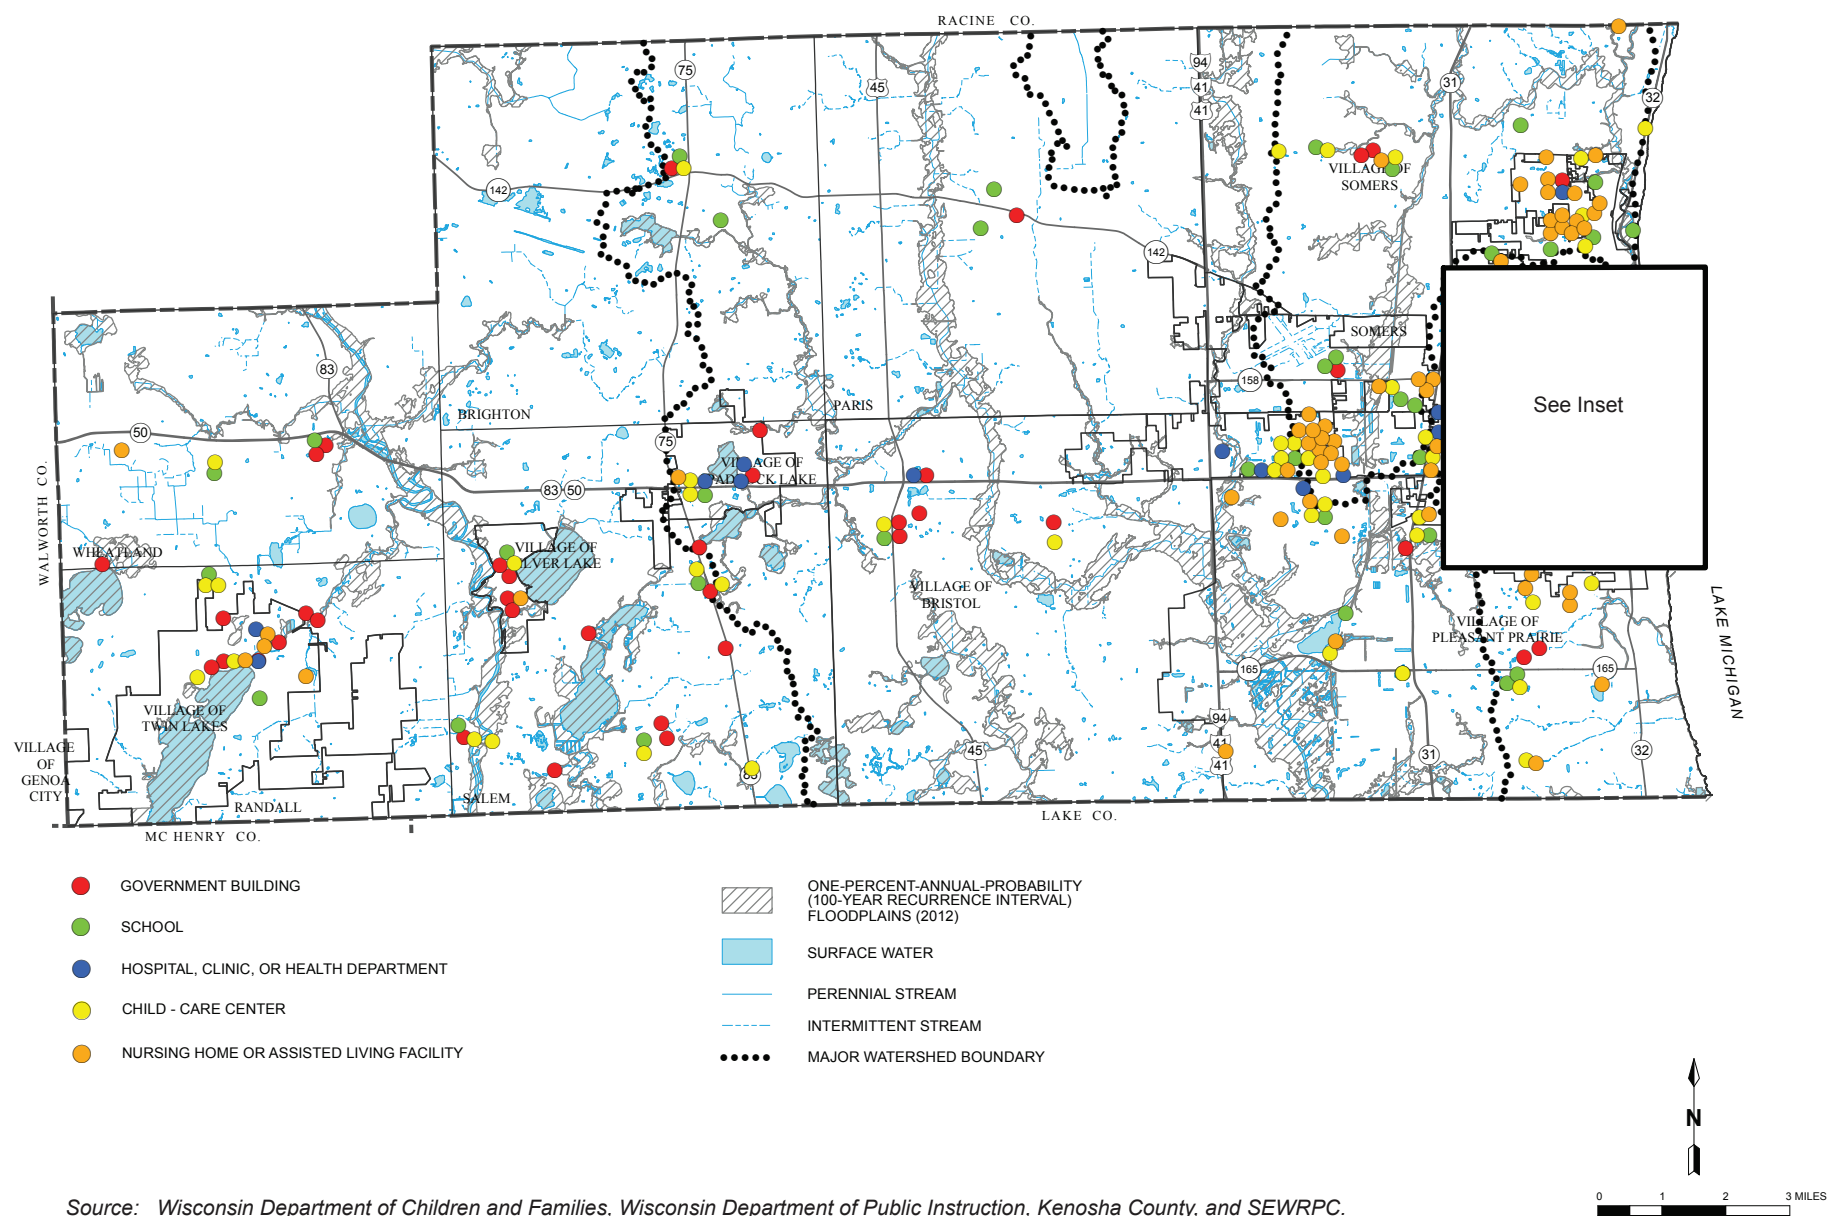 RACINE CO.
75
45
94
41
41
31
32
142
VILLAGE OF
SOMERS
142
SOMERS
158
83
BRIGHTON
PARIS
50
75
See Inset
VILLAGE OF
PADDOCK LAKE
83 50
WALWORTH CO.
WHEATLAND
VILLAGE OF
SILVER LAKE
VILLAGE OF
BRISTOL
VILLAGE OF
PLEASANT PRAIRIE
LAKE MICHIGAN
165
165
VILLAGE OF
TWIN LAKES
94
41
41
45
31
32
83
VILLAGE
OF
GENOA
CITY
RANDALL
SALEM
LAKE CO.
MC HENRY CO.
GOVERNMENT BUILDING
SCHOOL
HOSPITAL, CLINIC, OR HEALTH DEPARTMENT
CHILD - CARE CENTER
NURSING HOME OR ASSISTED LIVING FACILITY
ONE-PERCENT-ANNUAL-PROBABILITY
(100-YEAR RECURRENCE INTERVAL)
FLOODPLAINS (2012)
SURFACE WATER
PERENNIAL STREAM
INTERMITTENT STREAM
MAJOR WATERSHED BOUNDARY
N
0 1 2 3 MILES
Source: Wisconsin Department of Children and Families, Wisconsin Department of Public Instruction, Kenosha County, and SEWRPC.